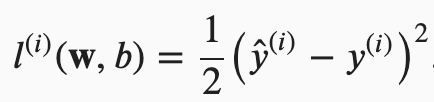 l^{(i)}(\mathbf{w}, b) = \frac{1}{2} \left( \hat{y}^{(i)} - y^{(i)} \right)^2.